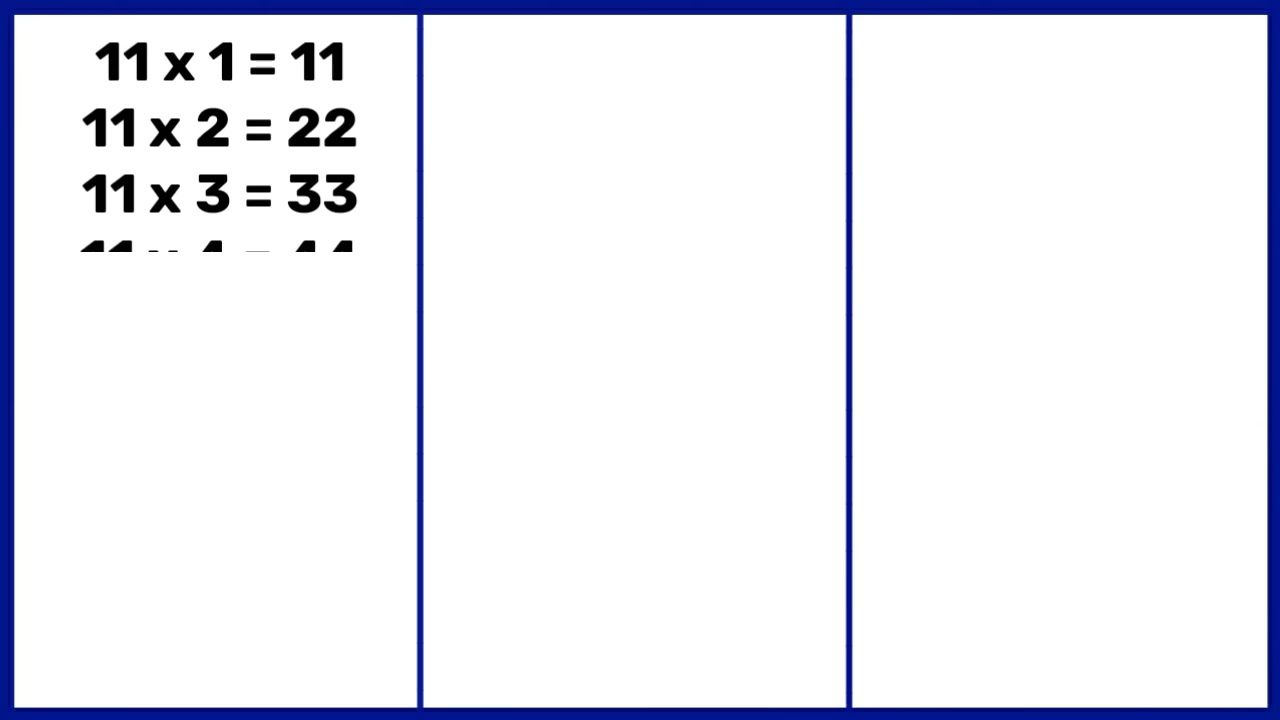 11 x 1 = 11
11 x 2 = 22
11 x 3 = 33